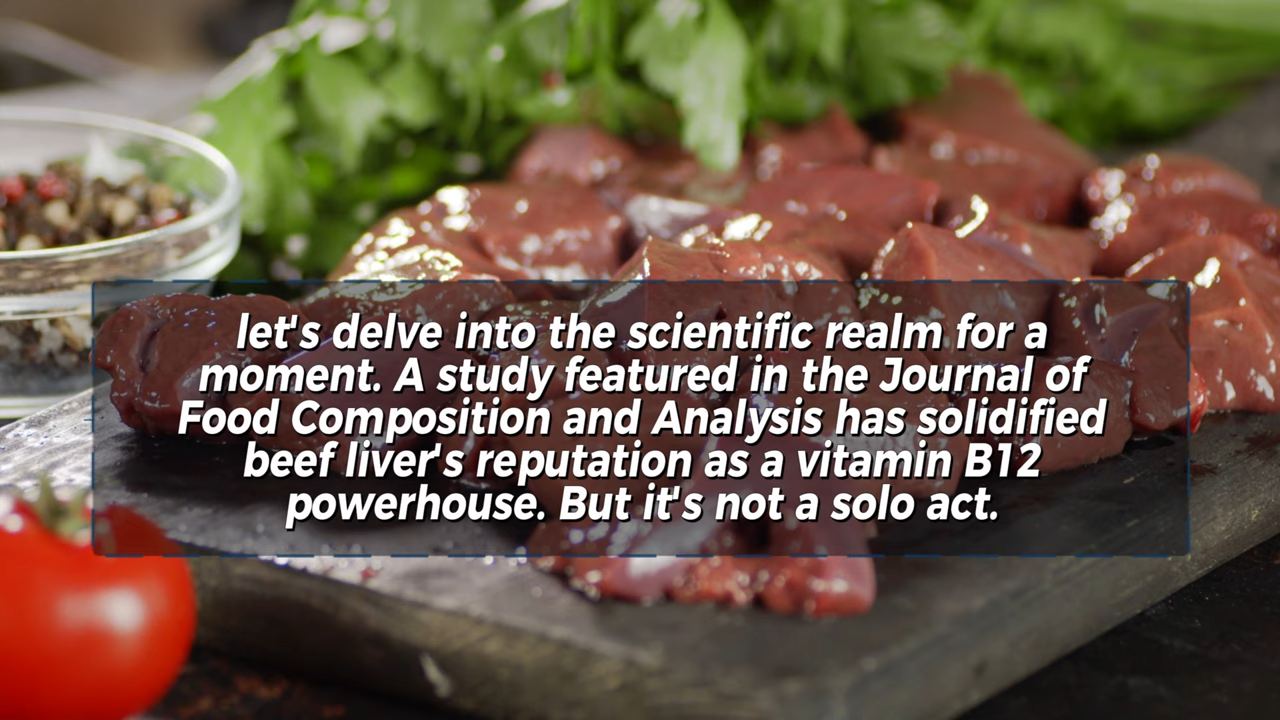 let's delve into the scientific realm for a
moment. A study featured in the Journal of
Food Composition and Analysis has solidified
beef liver's reputation as a vitamin B12
powerhouse. But it's not a solo act.